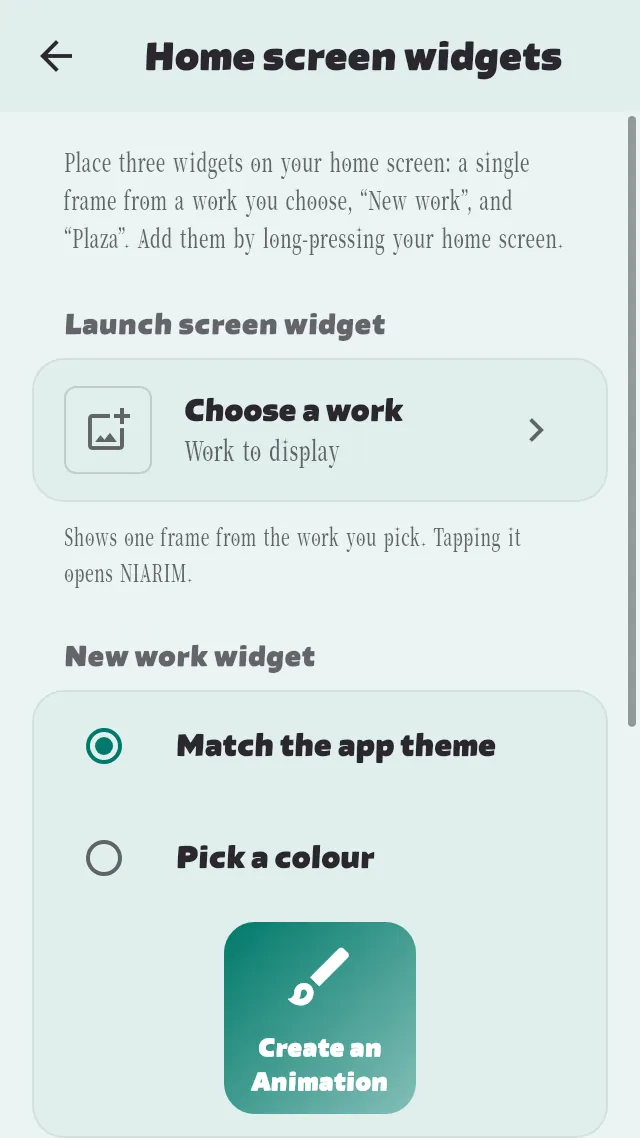 Home screen widgets
Place three widgets on your home screen: a single
frame from a work you choose, “New work”, and
“Plaza”. Add them by long-pressing your home screen.
Launch screen widget
Choose a work
Work to display
Shows one frame from the work you pick. Tapping it
opens NIARIM.
New work widget
Match the app theme
Pick a colour
Create an
Animation